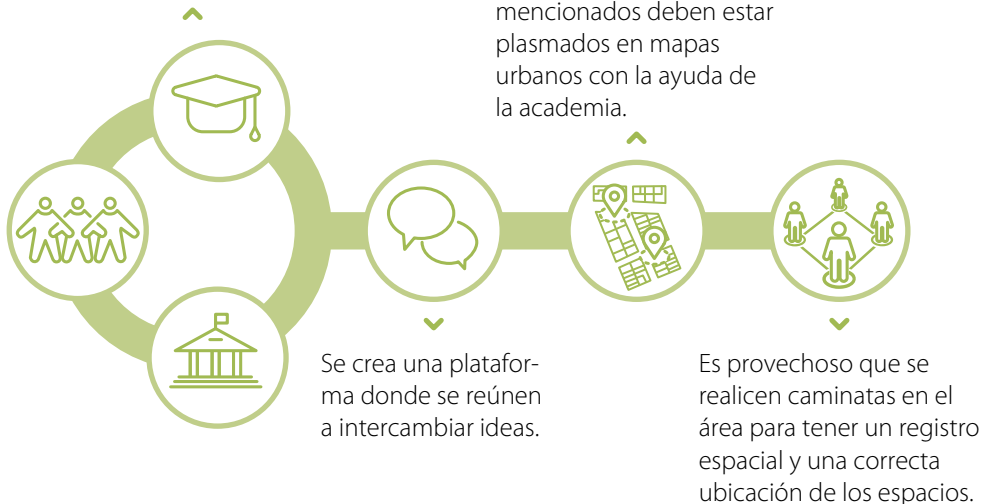 mencionados deben estar
plasmados en mapas
urbanos con la ayuda de
la academia.
Se crea una platafor-
ma donde se reúnen
a intercambiar ideas.
Es provechoso que se
realicen caminatas en el
área para tener un registro
espacial y una correcta
ubicación de los espacios.